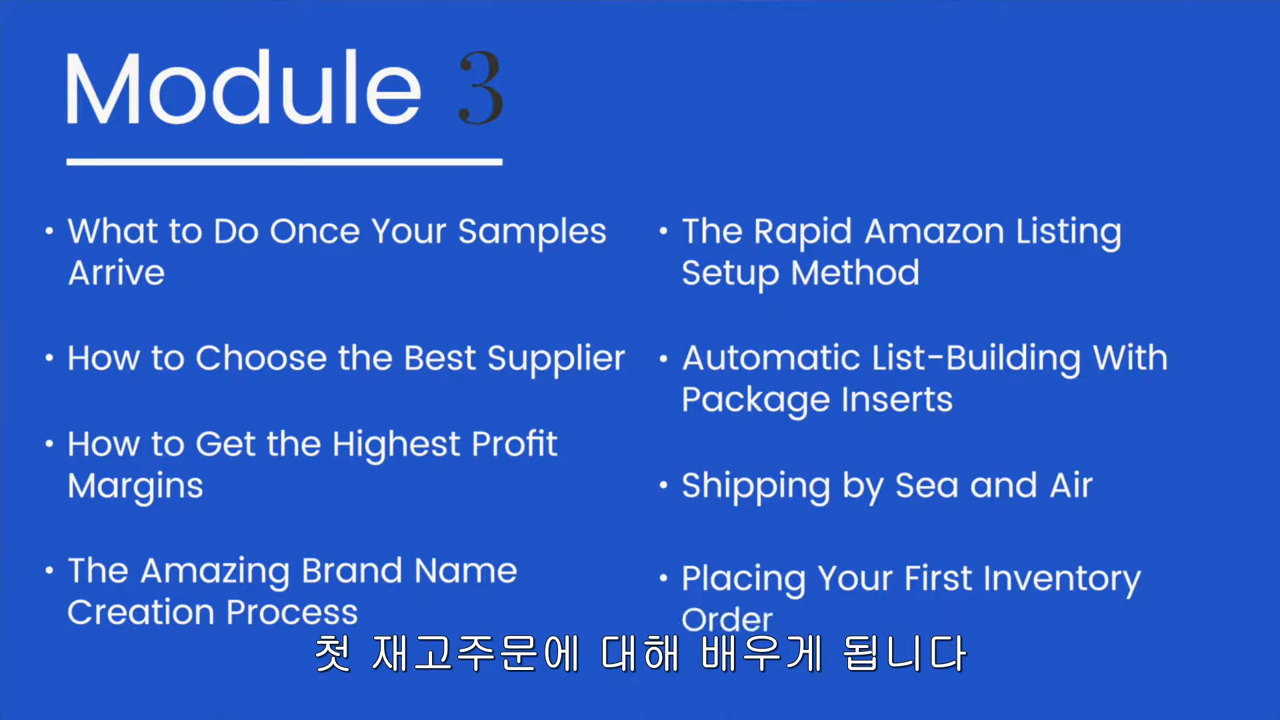 Module 3
• What to Do Once Your Samples
Arrive
• How to Choose the Best Supplier
• How to Get the Highest Profit
Margins
• The Amazing Brand Name
Creation Process
• The Rapid Amazon Listing
Setup Method
• Automatic List-Building With
Package Inserts
• Shipping by Sea and Air
• Placing Your First Inventory
Order
첫 재고주문에 대해 배우게 됩니다